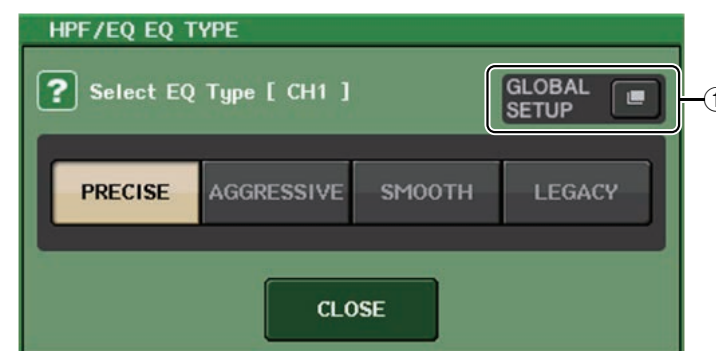 HPF/EQ EQ TYPE
? Select EQ Type [ CH1 ]
GLOBAL
SETUP
①
PRECISE AGGRESSIVE SMOOTH LEGACY
CLOSE